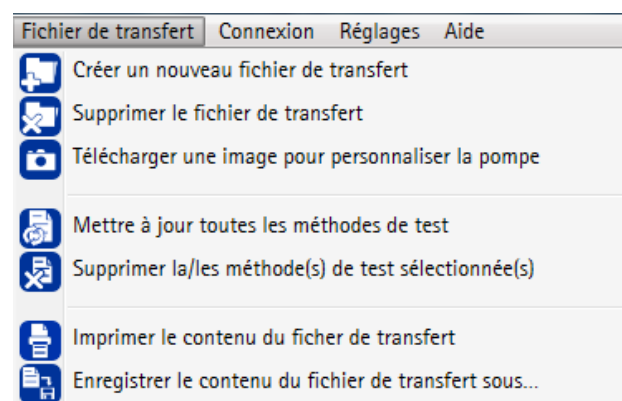 Fichier de transfert Connexion Réglages Aide
Créer un nouveau fichier de transfert
Supprimer le fichier de transfert
Télécharger une image pour personnaliser la pompe
Mettre à jour toutes les méthodes de test
Supprimer la/les méthode(s) de test sélectionnée(s)
Imprimer le contenu du ficher de transfert
Enregistrer le contenu du fichier de transfert sous...